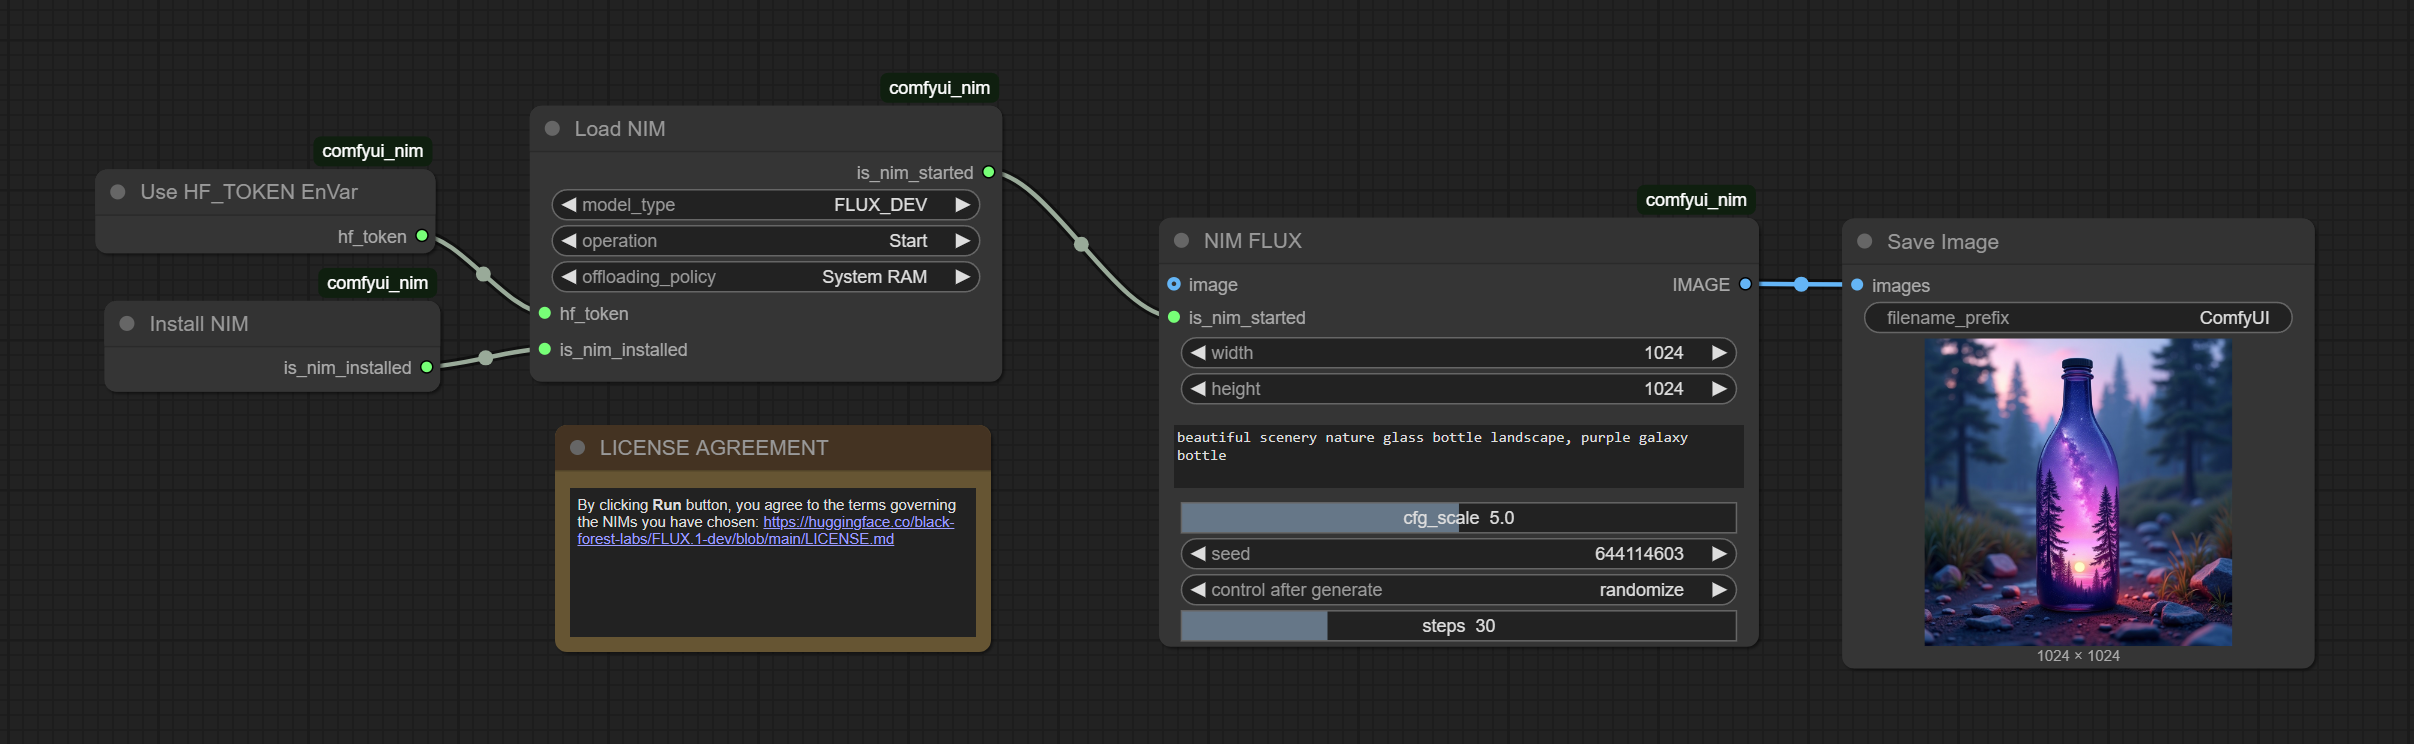 comfyui_nim
Use HF_TOKEN EnVar
hf_token
comfyui_nim
Install NIM
is_nim_installed
comfyui_nim
Load NIM
is_nim_started
model_type FLUX_DEV
operation Start
offloading_policy System RAM
hf_token
is_nim_installed
LICENSE AGREEMENT
By clicking Run button, you agree to the terms governing
the NIMs you have chosen: https://huggingface.co/black-
forest-labs/FLUX.1-dev/blob/main/LICENSE.md
comfyui_nim
NIM FLUX
image IMAGE
is_nim_started
width 1024
height 1024
beautiful scenery nature glass bottle landscape, purple galaxy
bottle
cfg_scale 5.0
seed 644114603
control after generate randomize
steps 30
Save Image
images
filename_prefix ComfyUI
1024 × 1024